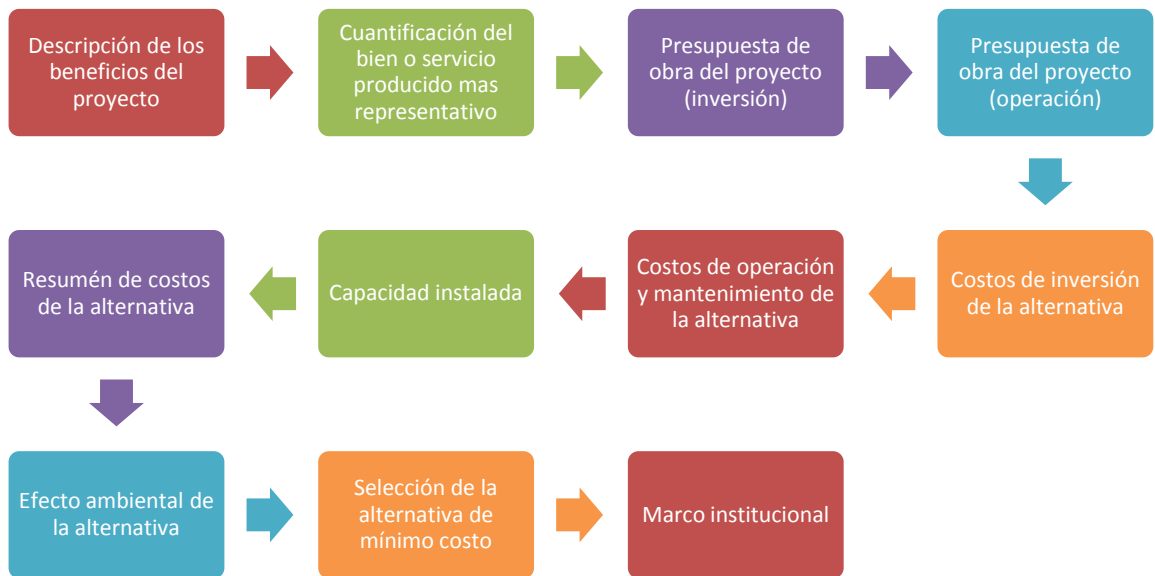 Descripción de los
beneficios del
proyecto
Cuantificación del
bien o servicio
producido mas
representativo
Presupuesta de
obra del proyecto
(inversión)
Presupuesta de
obra del proyecto
(operación)
Costos de inversión
de la alternativa
Costos de operación
y mantenimiento de
la alternativa
Capacidad instalada
Resumén de costos
de la alternativa
Efecto ambiental de
la alternativa
Selección de la
alternativa de
mínimo costo
Marco institucional